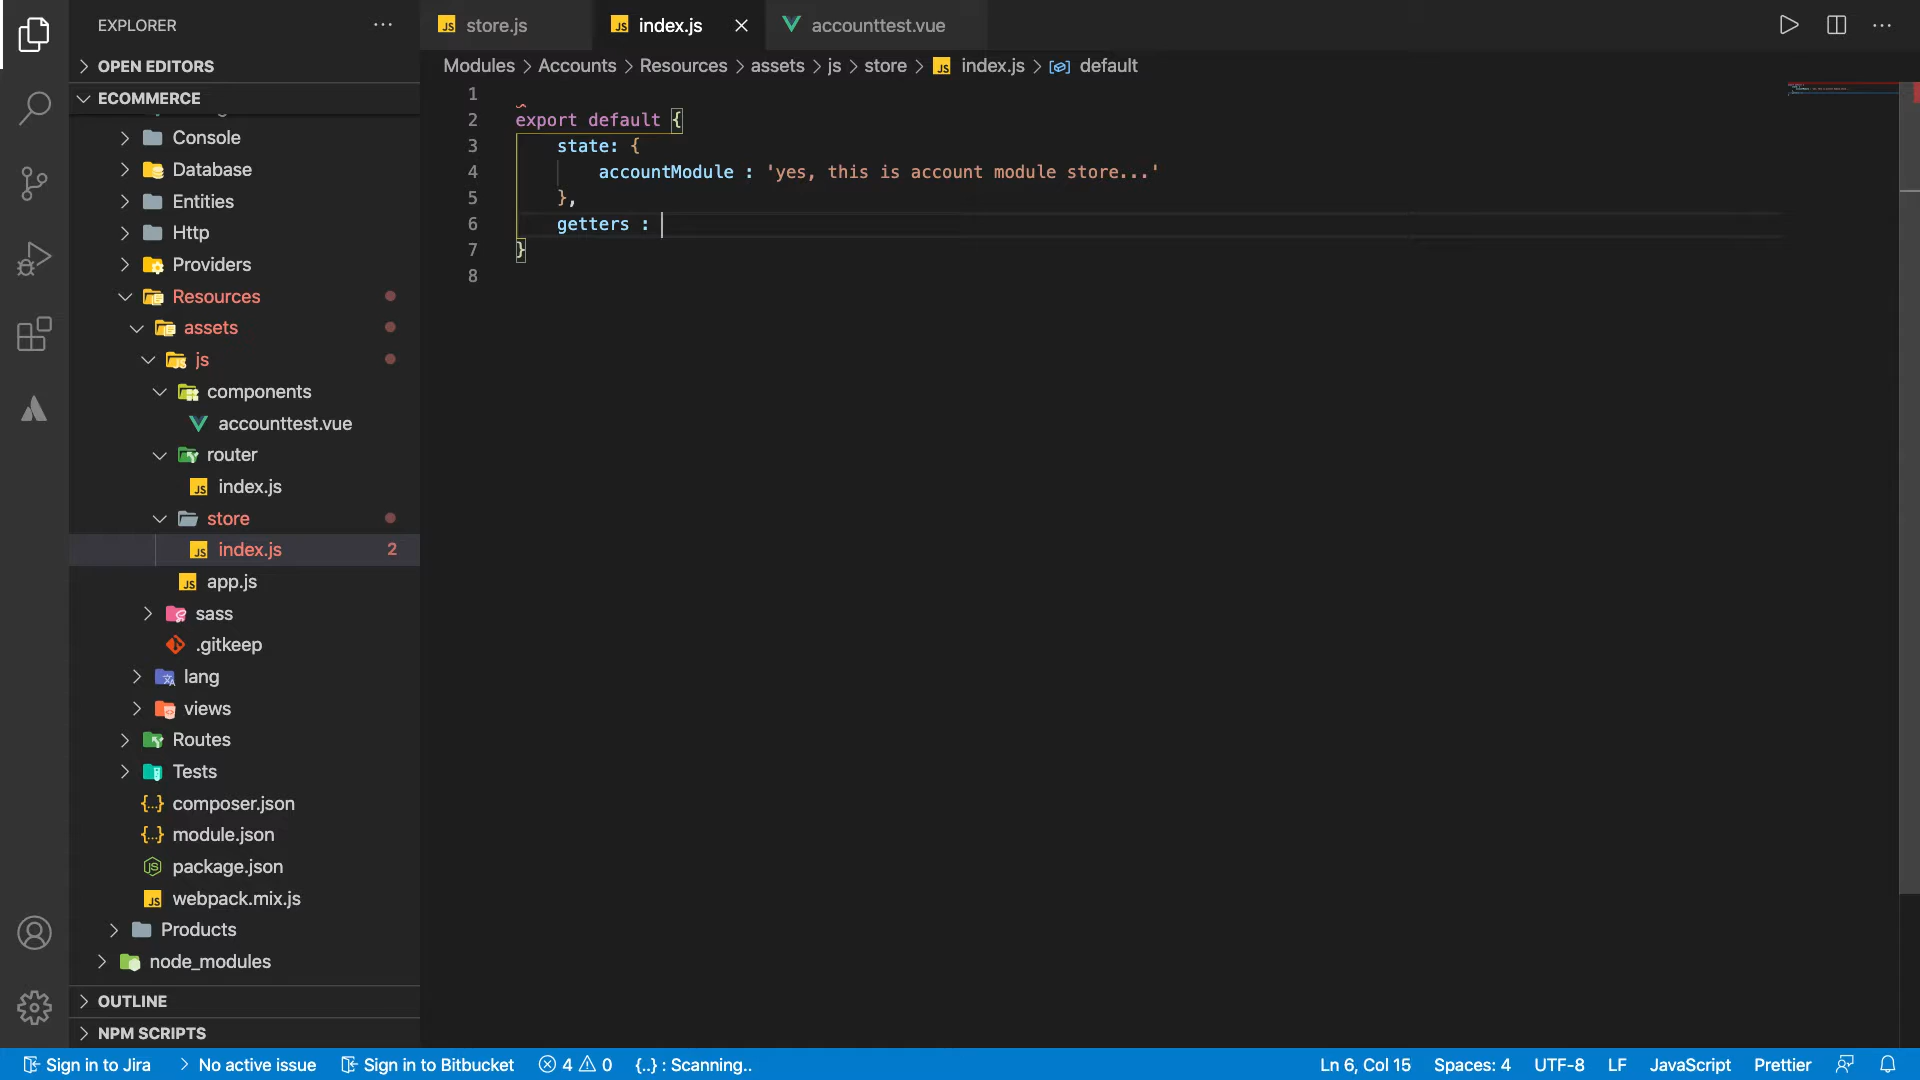 EXPLORER
store.js
index.js
accounttest.vue
OPEN EDITORS
Modules > Accounts > Resources > assets > js > store > index.js > default
ECOMMERCE
Console
Database
Entities
Http
Providers
Resources
assets
js
components
accounttest.vue
router
index.js
store
index.js 2
app.js
sass
.gitkeep
lang
views
Routes
Tests
composer.json
module.json
package.json
webpack.mix.js
Products
node_modules
OUTLINE
NPM SCRIPTS
1
2 export default {
3 state: {
4 accountModule : 'yes, this is account module store...'
5 },
6 getters :
7 }
8
Sign in to Jira > No active issue Sign in to Bitbucket 4 0 {..} : Scanning.. Ln 6, Col 15 Spaces: 4 UTF-8 LF JavaScript Prettier